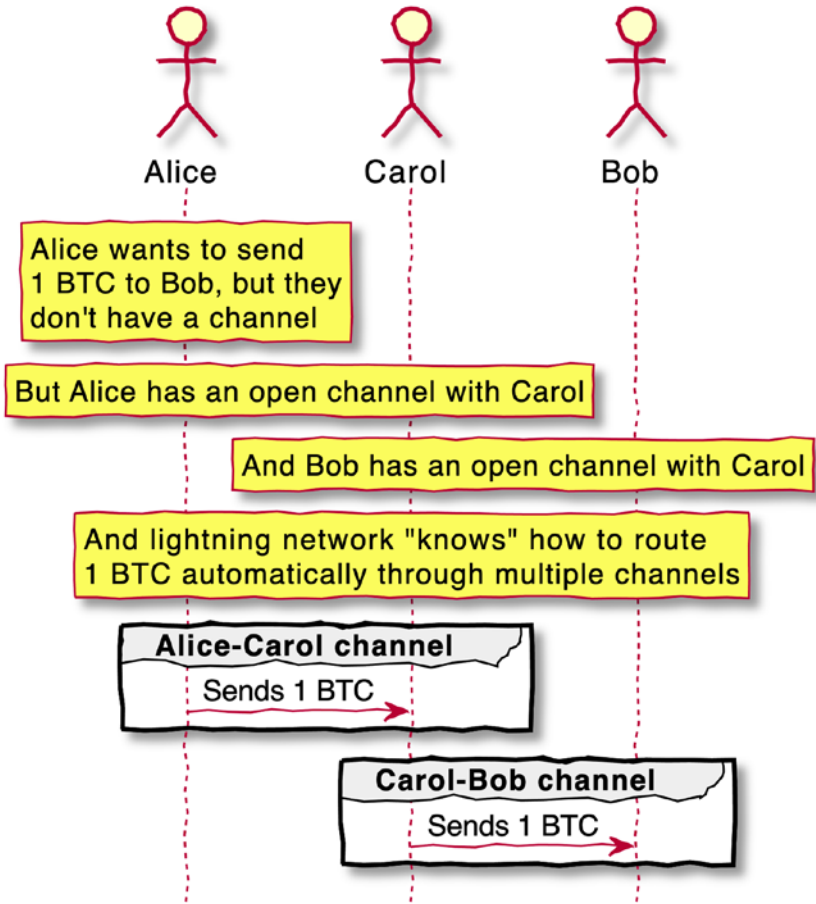 Alice
Carol
Bob
Alice wants to send
1 BTC to Bob, but they
don't have a channel
But Alice has an open channel with Carol
And Bob has an open channel with Carol
And lightning network "knows" how to route
1 BTC automatically through multiple channels
Alice-Carol channel
Sends 1 BTC
Carol-Bob channel
Sends 1 BTC